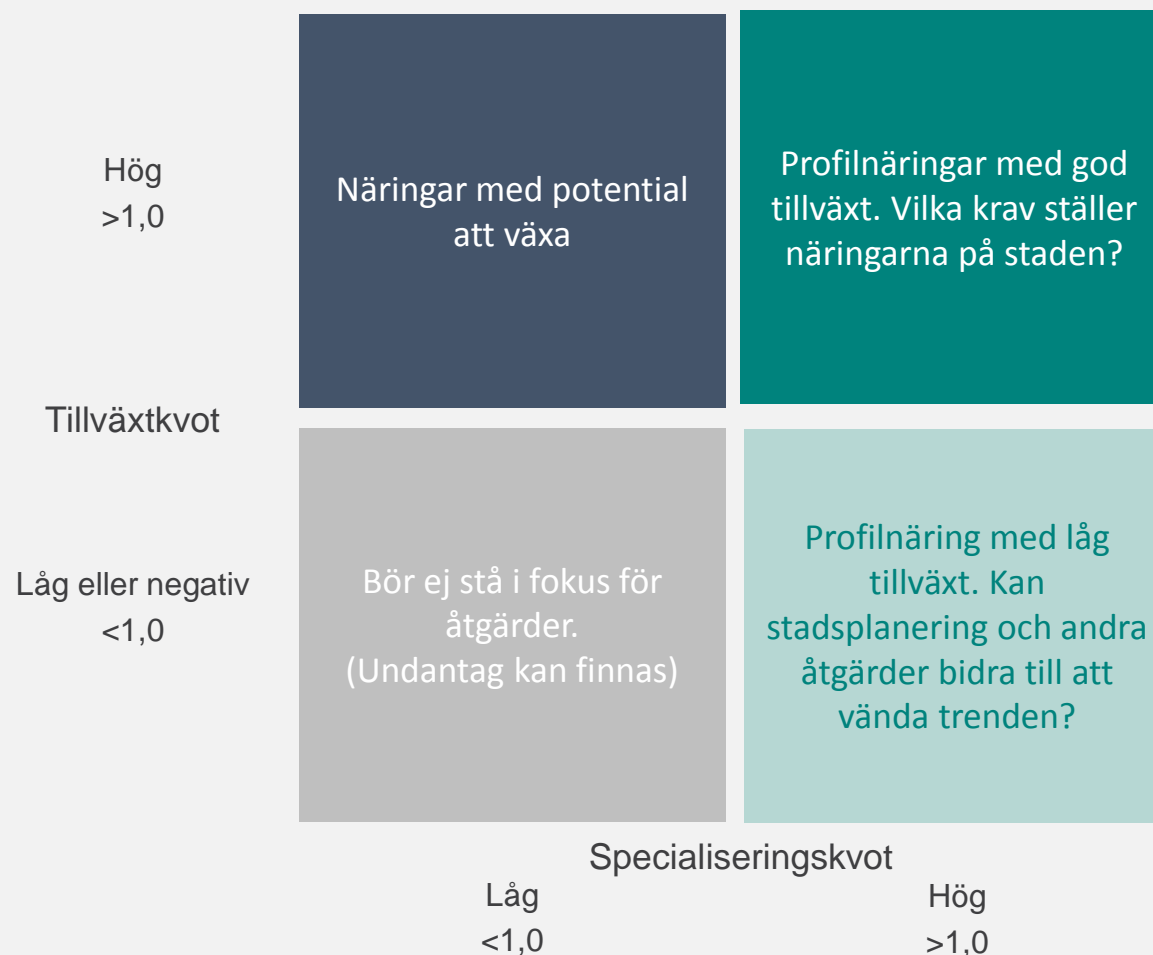 Hög
>1,0
Näringar med potential
att växa
Profilnäringar med god
tillväxt. Vilka krav ställer
näringarna på staden?
Tillväxtkvot
Låg eller negativ
<1,0
Bör ej stå i fokus för
åtgärder.
(Undantag kan finnas)
Profilnäring med låg
tillväxt. Kan
stadsplanering och andra
åtgärder bidra till att
vända trenden?
Specialiseringskvot
Låg
<1,0
Hög
>1,0